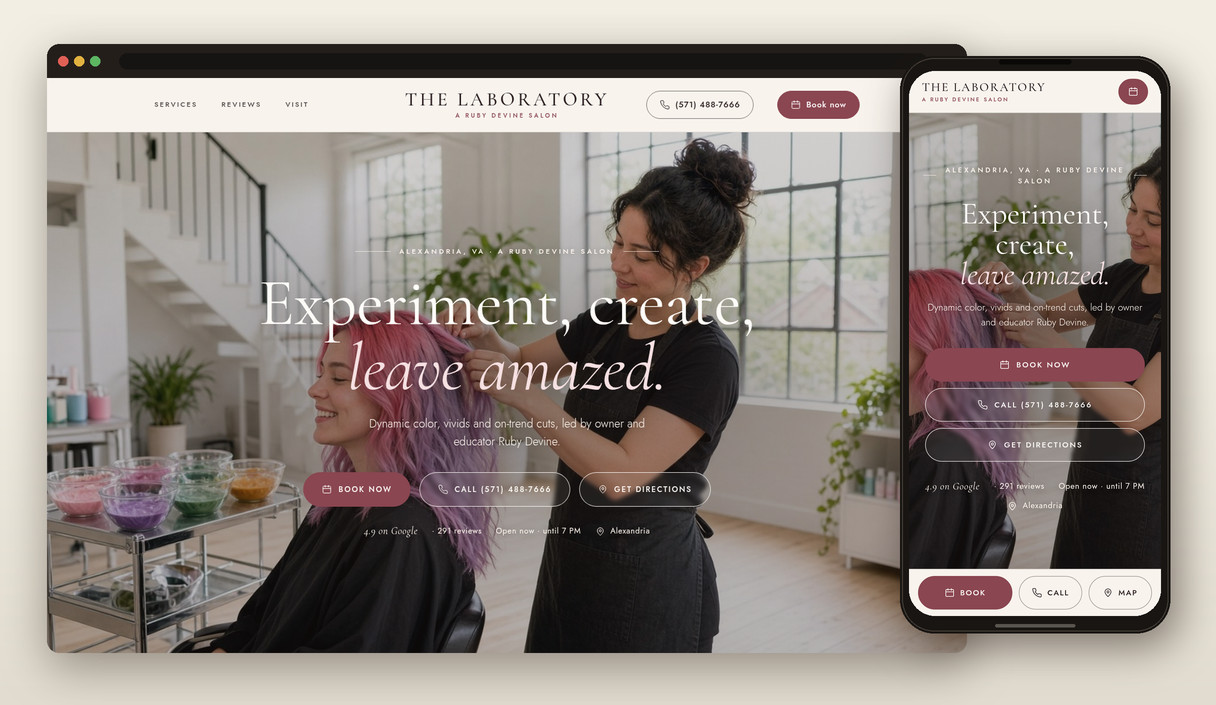 SERVICES REVIEWS VISIT
THE LABORATORY
A RUBY DEVINE SALON
(571) 488-7666
Book now
ALEXANDRIA, VA · A RUBY DEVINE SALON
Experiment, create,
leave amazed.
Dynamic color, vivids and on-trend cuts, led by owner and
educator Ruby Devine.
BOOK NOW
CALL (571) 488-7666
GET DIRECTIONS
4.9 on Google · 291 reviews Open now · until 7 PM Alexandria
THE LABORATORY
A RUBY DEVINE SALON
ALEXANDRIA, VA · A RUBY DEVINE
SALON
Experiment,
create,
leave amazed.
Dynamic color, vivids and on-trend cuts, led by owner
and educator Ruby Devine.
BOOK NOW
CALL (571) 488-7666
GET DIRECTIONS
4.9 on Google · 291 reviews Open now · until 7 PM
Alexandria
BOOK
CALL
MAP